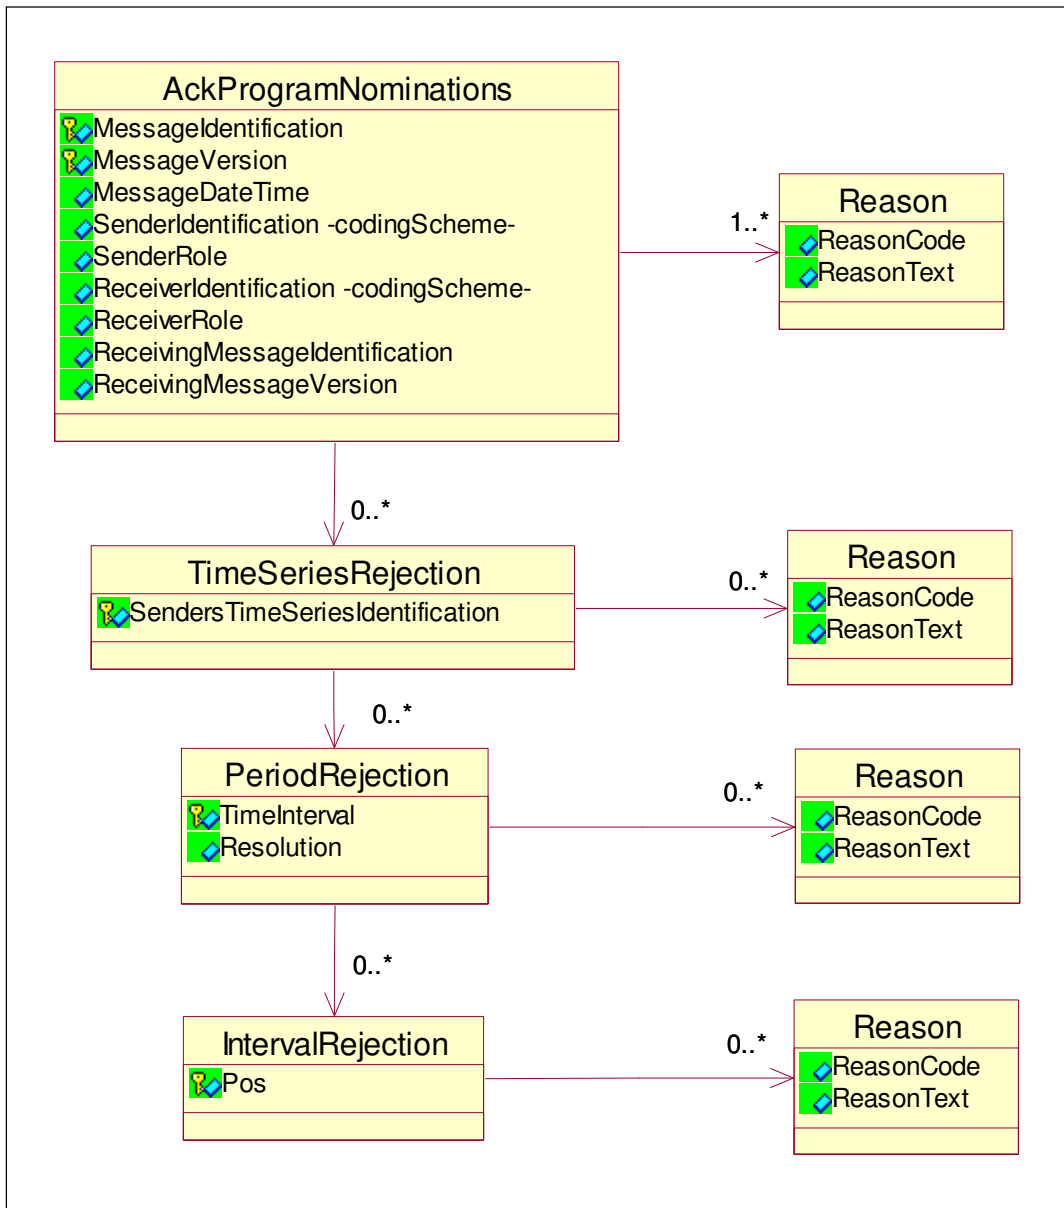 AckProgramNominations
MessageIdentification
MessageVersion
MessageDateTime
SenderIdentification -codingScheme-
SenderRole
ReceiverIdentification -codingScheme-
ReceiverRole
ReceivingMessageIdentification
ReceivingMessageVersion
1..*
Reason
ReasonCode
ReasonText
0..*
TimeSeriesRejection
SendersTimeSeriesIdentification
0..*
Reason
ReasonCode
ReasonText
0..*
PeriodRejection
TimeInterval
Resolution
0..*
Reason
ReasonCode
ReasonText
0..*
IntervalRejection
Pos
0..*
Reason
ReasonCode
ReasonText